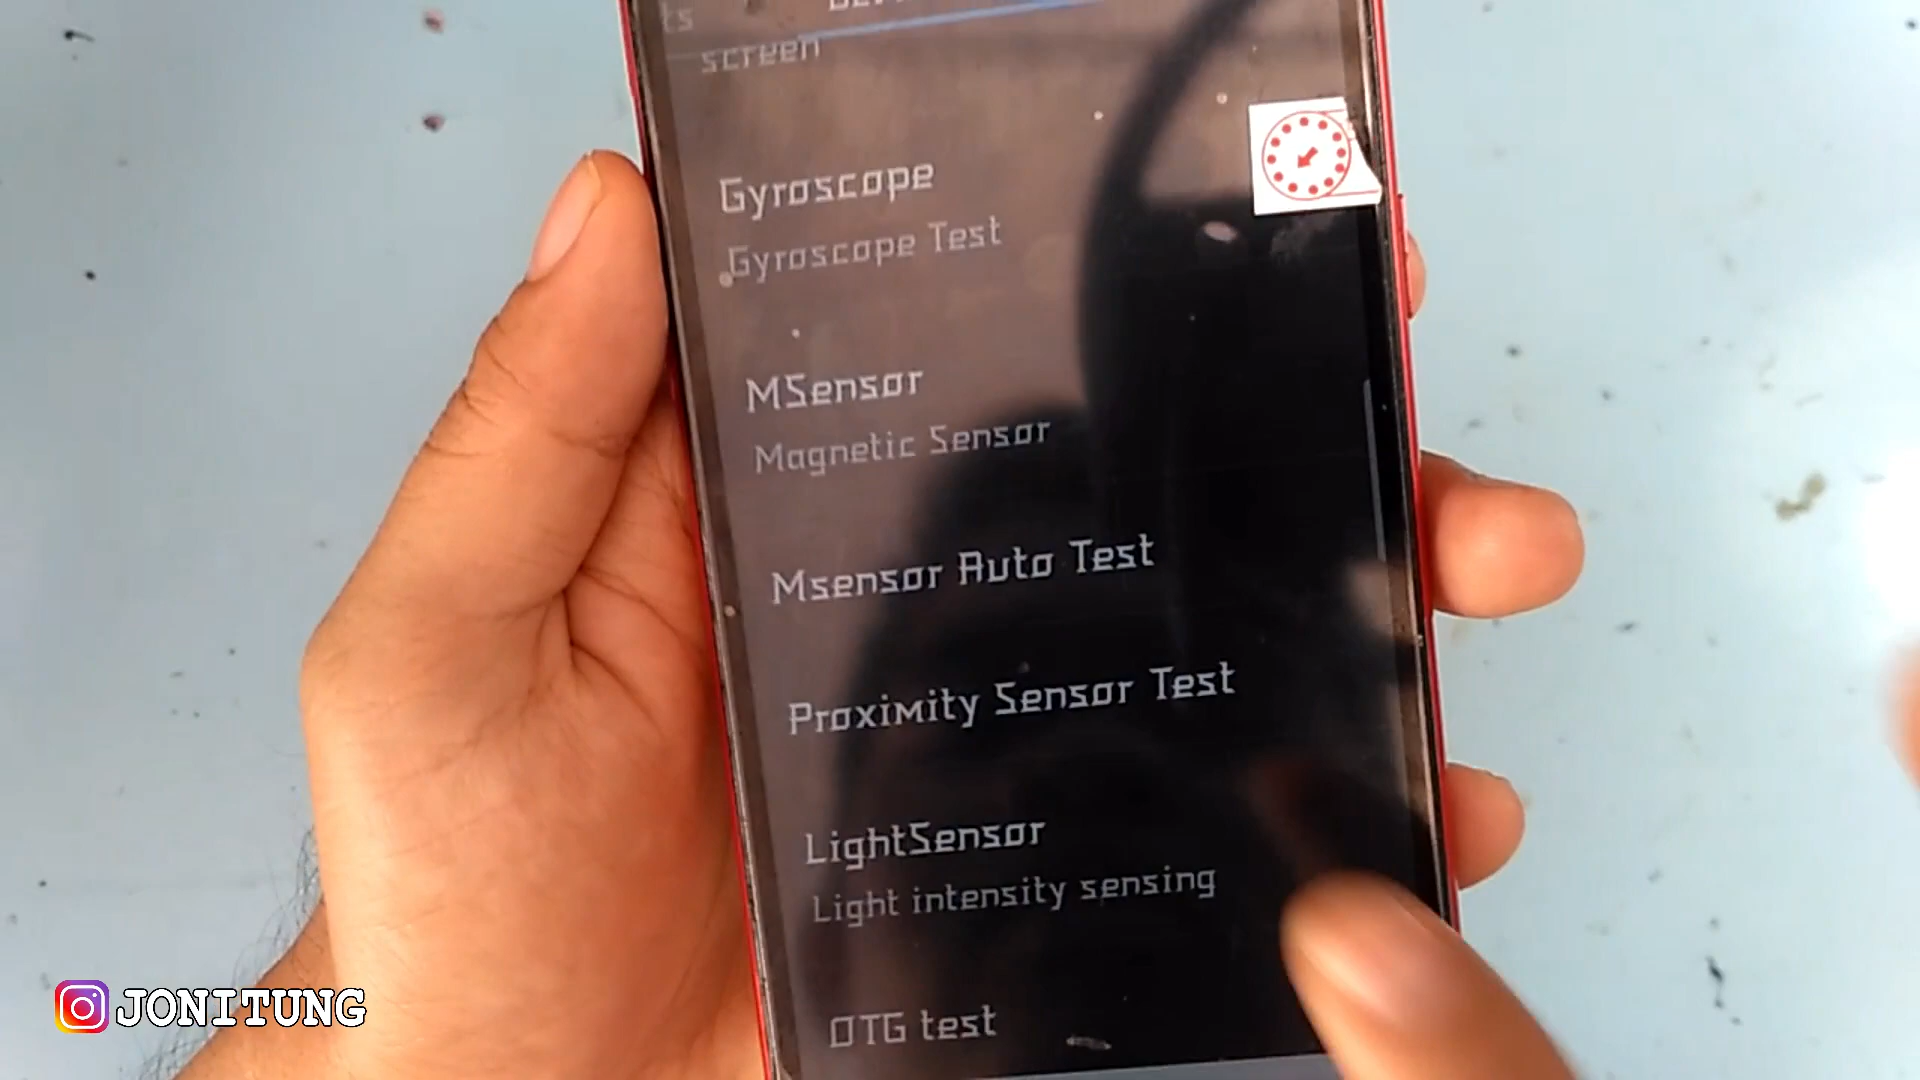 screen
Gyroscope
Gyroscope Test
MSensor
Magnetic Sensor
Msensor Auto Test
Proximity Sensor Test
LightSensor
Light intensity sensing
OTG test
JONITUNG